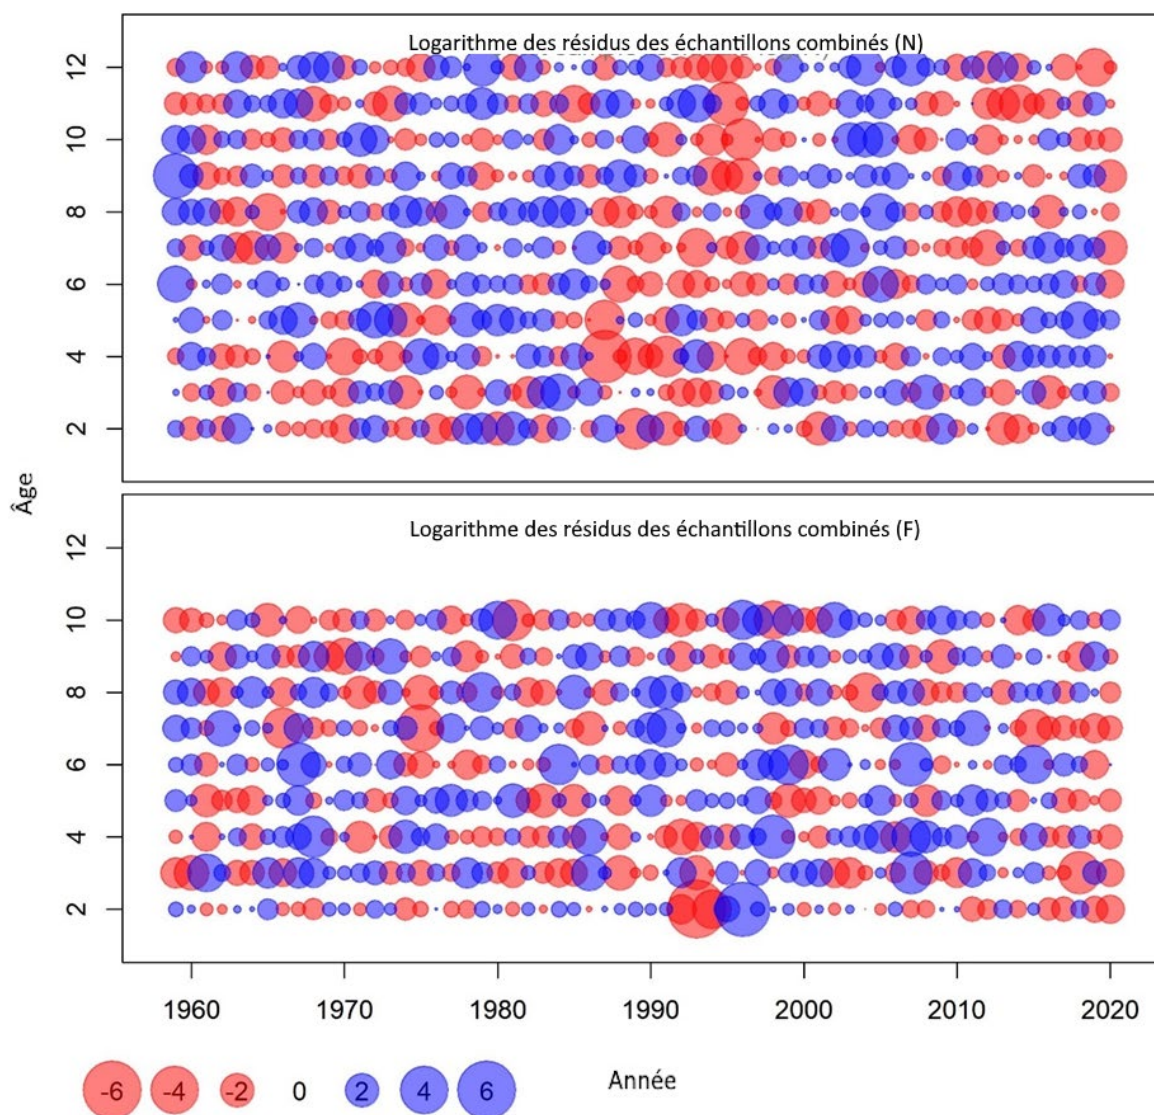 Logarithme des résidus des échantillons combinés (N)
12
10
8
6
4
2
Âge
Logarithme des résidus des échantillons combinés (F)
12
10
8
6
4
2
1960 1970 1980 1990 2000 2010 2020
-6 -4 -2 0 2 4 6
Année